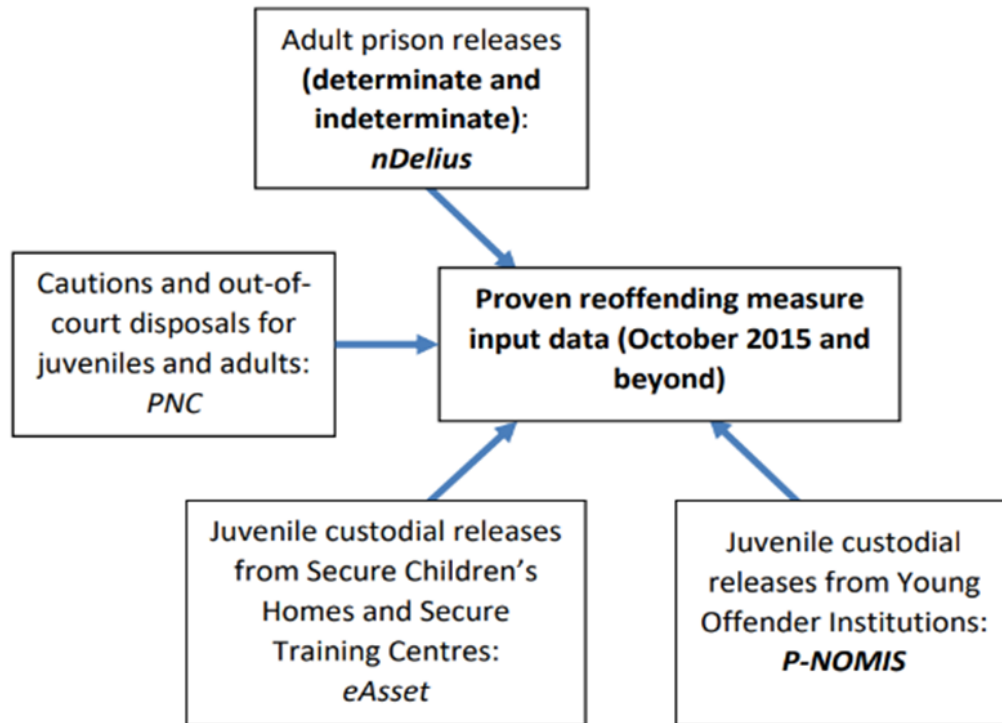 Adult prison releases
(determinate and
indeterminate):
nDelius
Cautions and out-of-
court disposals for
juveniles and adults:
PNC
Proven reoffending measure
input data (October 2015 and
beyond)
Juvenile custodial releases
from Secure Children’s
Homes and Secure
Training Centres:
eAsset
Juvenile custodial
releases from Young
Offender Institutions:
P-NOMIS